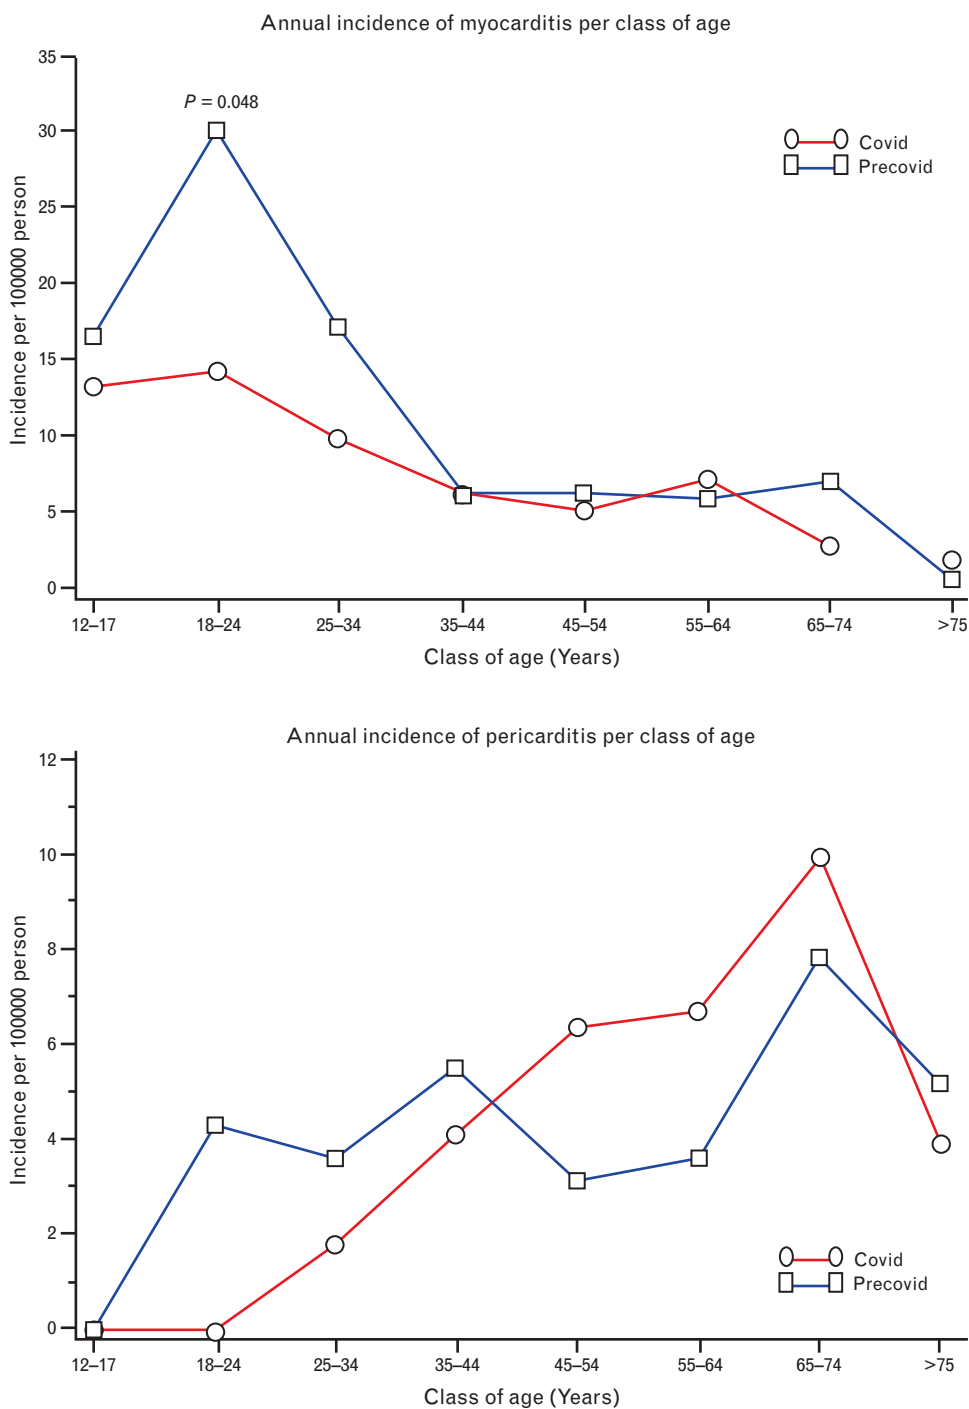 Annual incidence of myocarditis per class of age
35
P = 0.048
30
Covid
Precovid
25
20
15
10
5
0
Incidence per 100000 person
12–17 18–24 25–34 35–44 45–54 55–64 65–74 >75
Class of age (Years)
Annual incidence of pericarditis per class of age
12
10
8
6
4
2
0
Incidence per 100000 person
Covid
Precovid
12–17 18–24 25–34 35–44 45–54 55–64 65–74 >75
Class of age (Years)